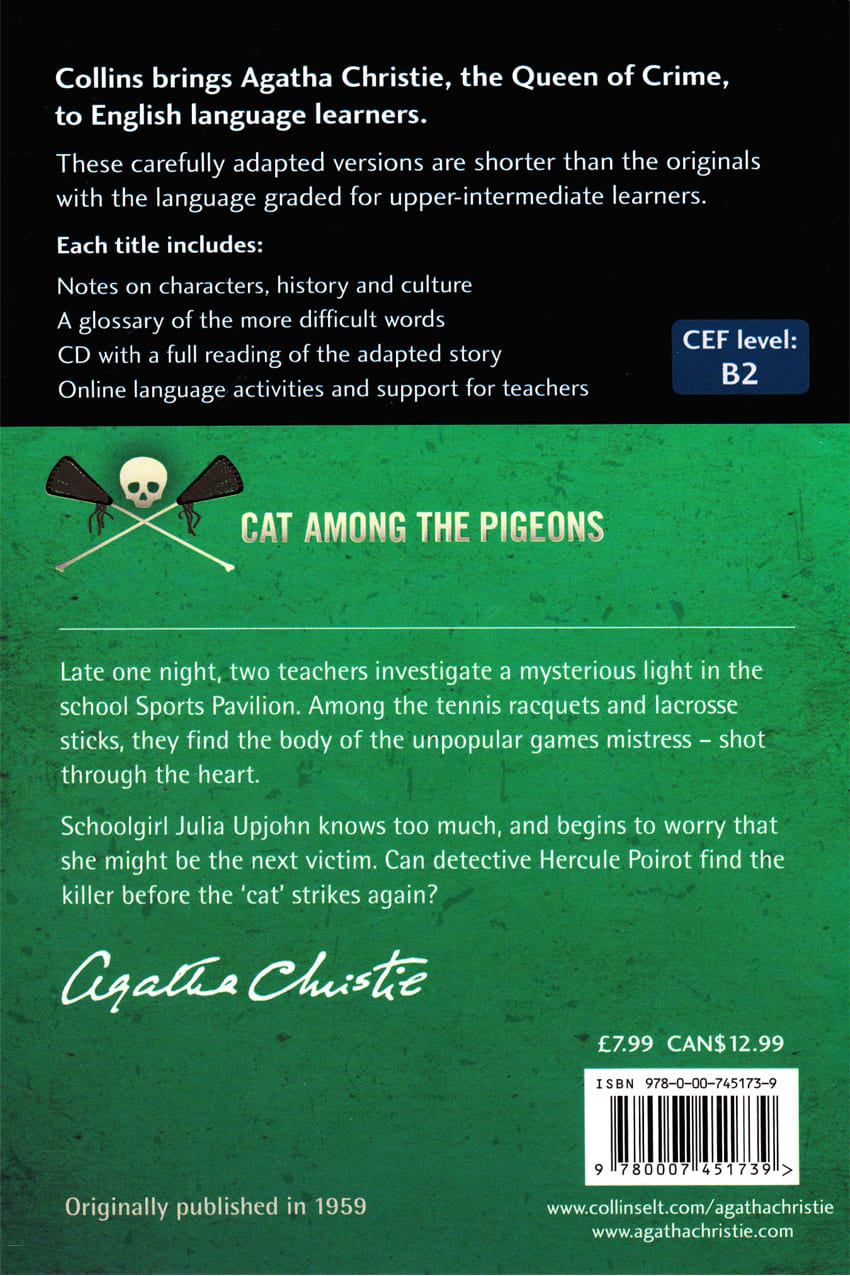 Collins brings Agatha Christie, the Queen of Crime,
to English language learners.
These carefully adapted versions are shorter than the originals
with the language graded for upper-intermediate learners.
Each title includes:
Notes on characters, history and culture
A glossary of the more difficult words
CD with a full reading of the adapted story
Online language activities and support for teachers
CEF level:
B2
CAT AMONG THE PIGEONS
Late one night, two teachers investigate a mysterious light in the
school Sports Pavilion. Among the tennis racquets and lacrosse
sticks, they find the body of the unpopular games mistress – shot
through the heart.
Schoolgirl Julia Upjohn knows too much, and begins to worry that
she might be the next victim. Can detective Hercule Poirot find the
killer before the ‘cat’ strikes again?
Agatha Christie
£7.99 CAN$12.99
ISBN 978-0-00-745173-9
9 780007 451739 >
Originally published in 1959
www.collinselt.com/agathachristie
www.agathachristie.com